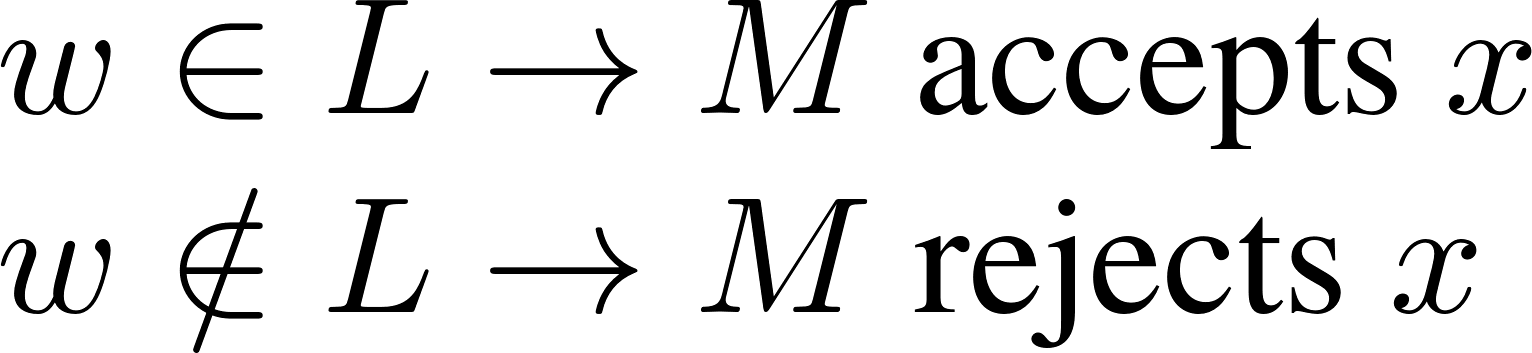 w ∈ L → M accepts x
w ∉ L → M rejects x